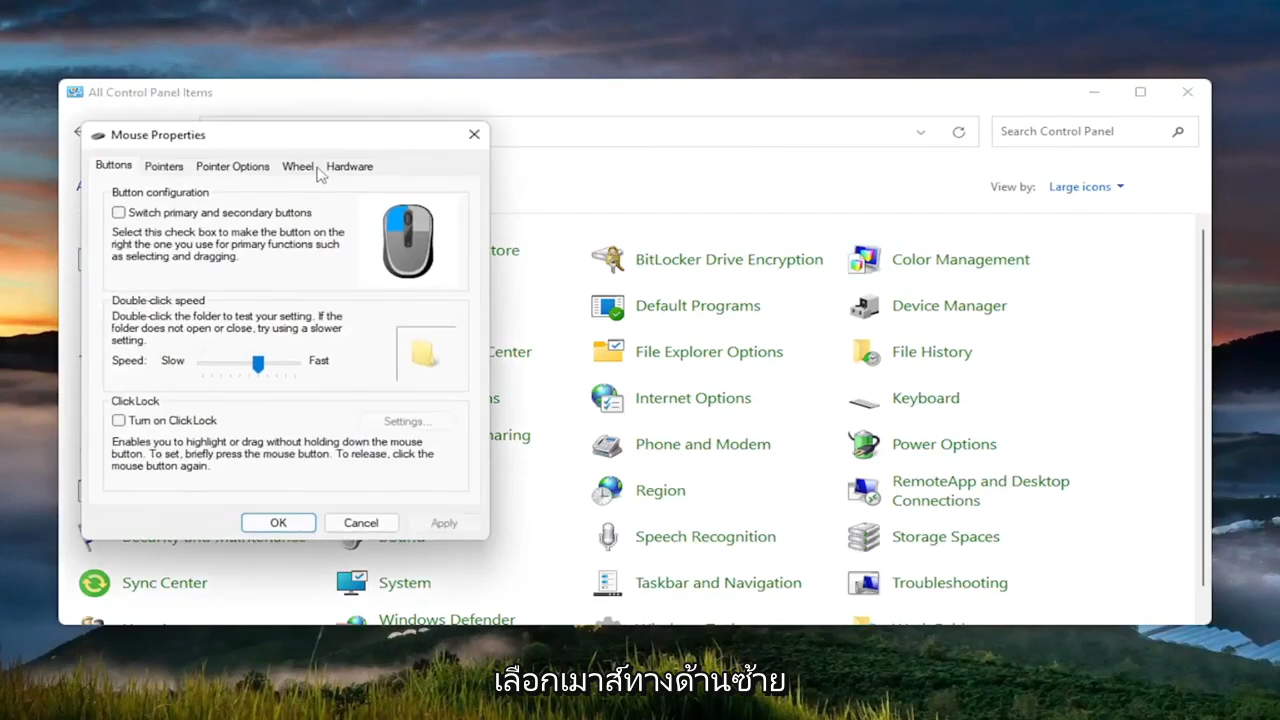 All Control Panel Items
Search Control Panel
Mouse Properties
Buttons Pointers Pointer Options Wheel Hardware
View by: Large icons
Button configuration
Switch primary and secondary buttons
Select this check box to make the button on the
right the one you use for primary functions such
as selecting and dragging.
Double-click speed
Double-click the folder to test your setting. If the
folder does not open or close, try using a slower
setting.
Speed: Slow Fast
ClickLock
Turn on ClickLock
Settings...
Enables you to highlight or drag without holding down the mouse
button. To set, briefly press the mouse button. To release, click the
mouse button again.
OK Cancel Apply
BitLocker Drive Encryption
Color Management
Default Programs
Device Manager
Center
File Explorer Options
File History
Internet Options
Keyboard
Phone and Modem
Power Options
Region
RemoteApp and Desktop
Connections
Speech Recognition
Storage Spaces
Sync Center
System
Taskbar and Navigation
Troubleshooting
Windows Defender
เลือกเมาส์ทางด้านซ้าย